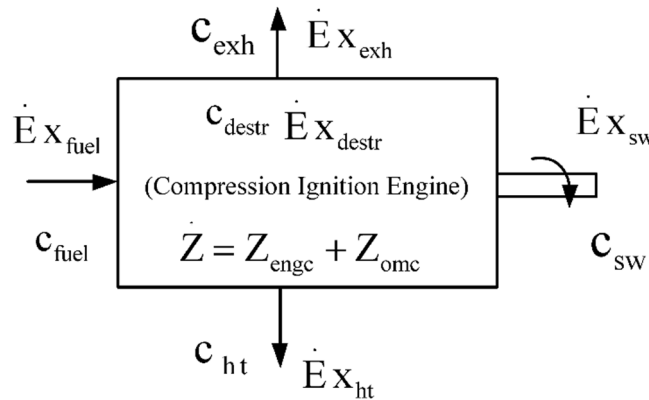 c_exh Ėx_exh
Ėx_fuel
c_destr Ėx_destr
Ėx_sw
(Compression Ignition Engine)
c_fuel
Ż = Z_engc + Z_omc
c_sw
c_ht Ėx_ht